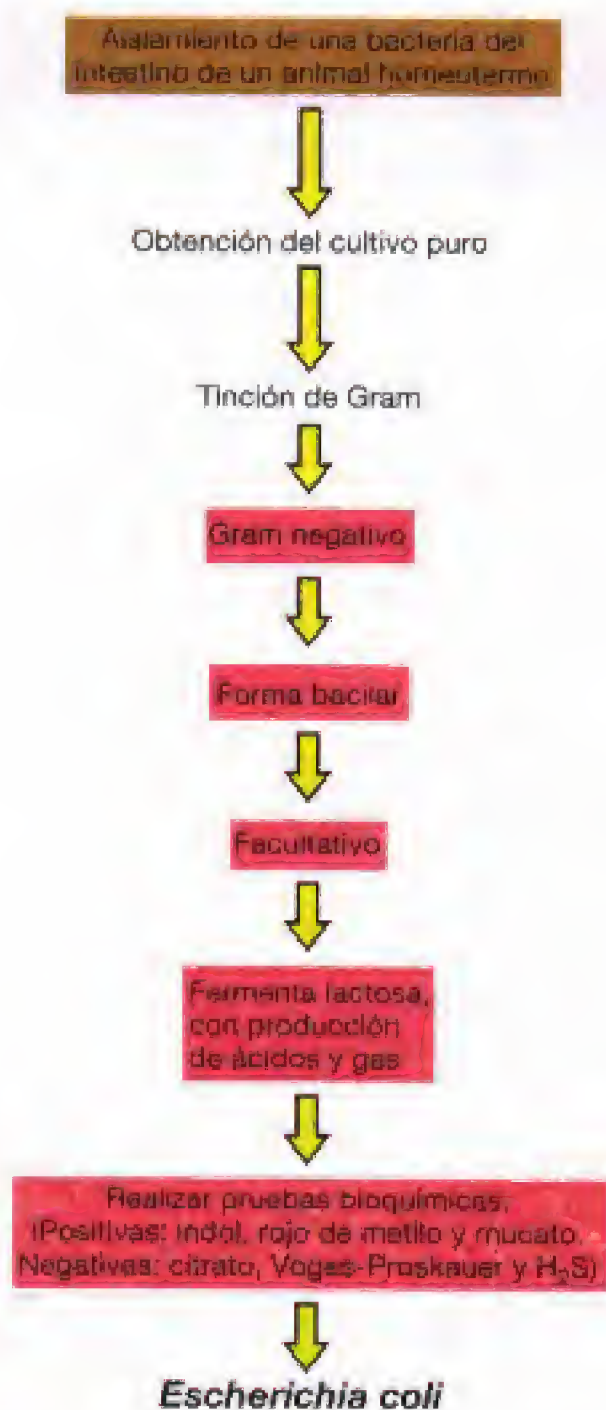 Aislamiento de una bacteria del
intestino de un animal homeotermo
Obtención del cultivo puro
Tinción de Gram
Gram negativo
Forma bacilar
Facultativo
Fermenta lactosa,
con producción
de ácidos y gas
Realizar pruebas bioquímicas.
(Positivas: indol, rojo de metilo y mucato.
Negativas: citrato, Voges-Proskauer y H₂S)
Escherichia coli